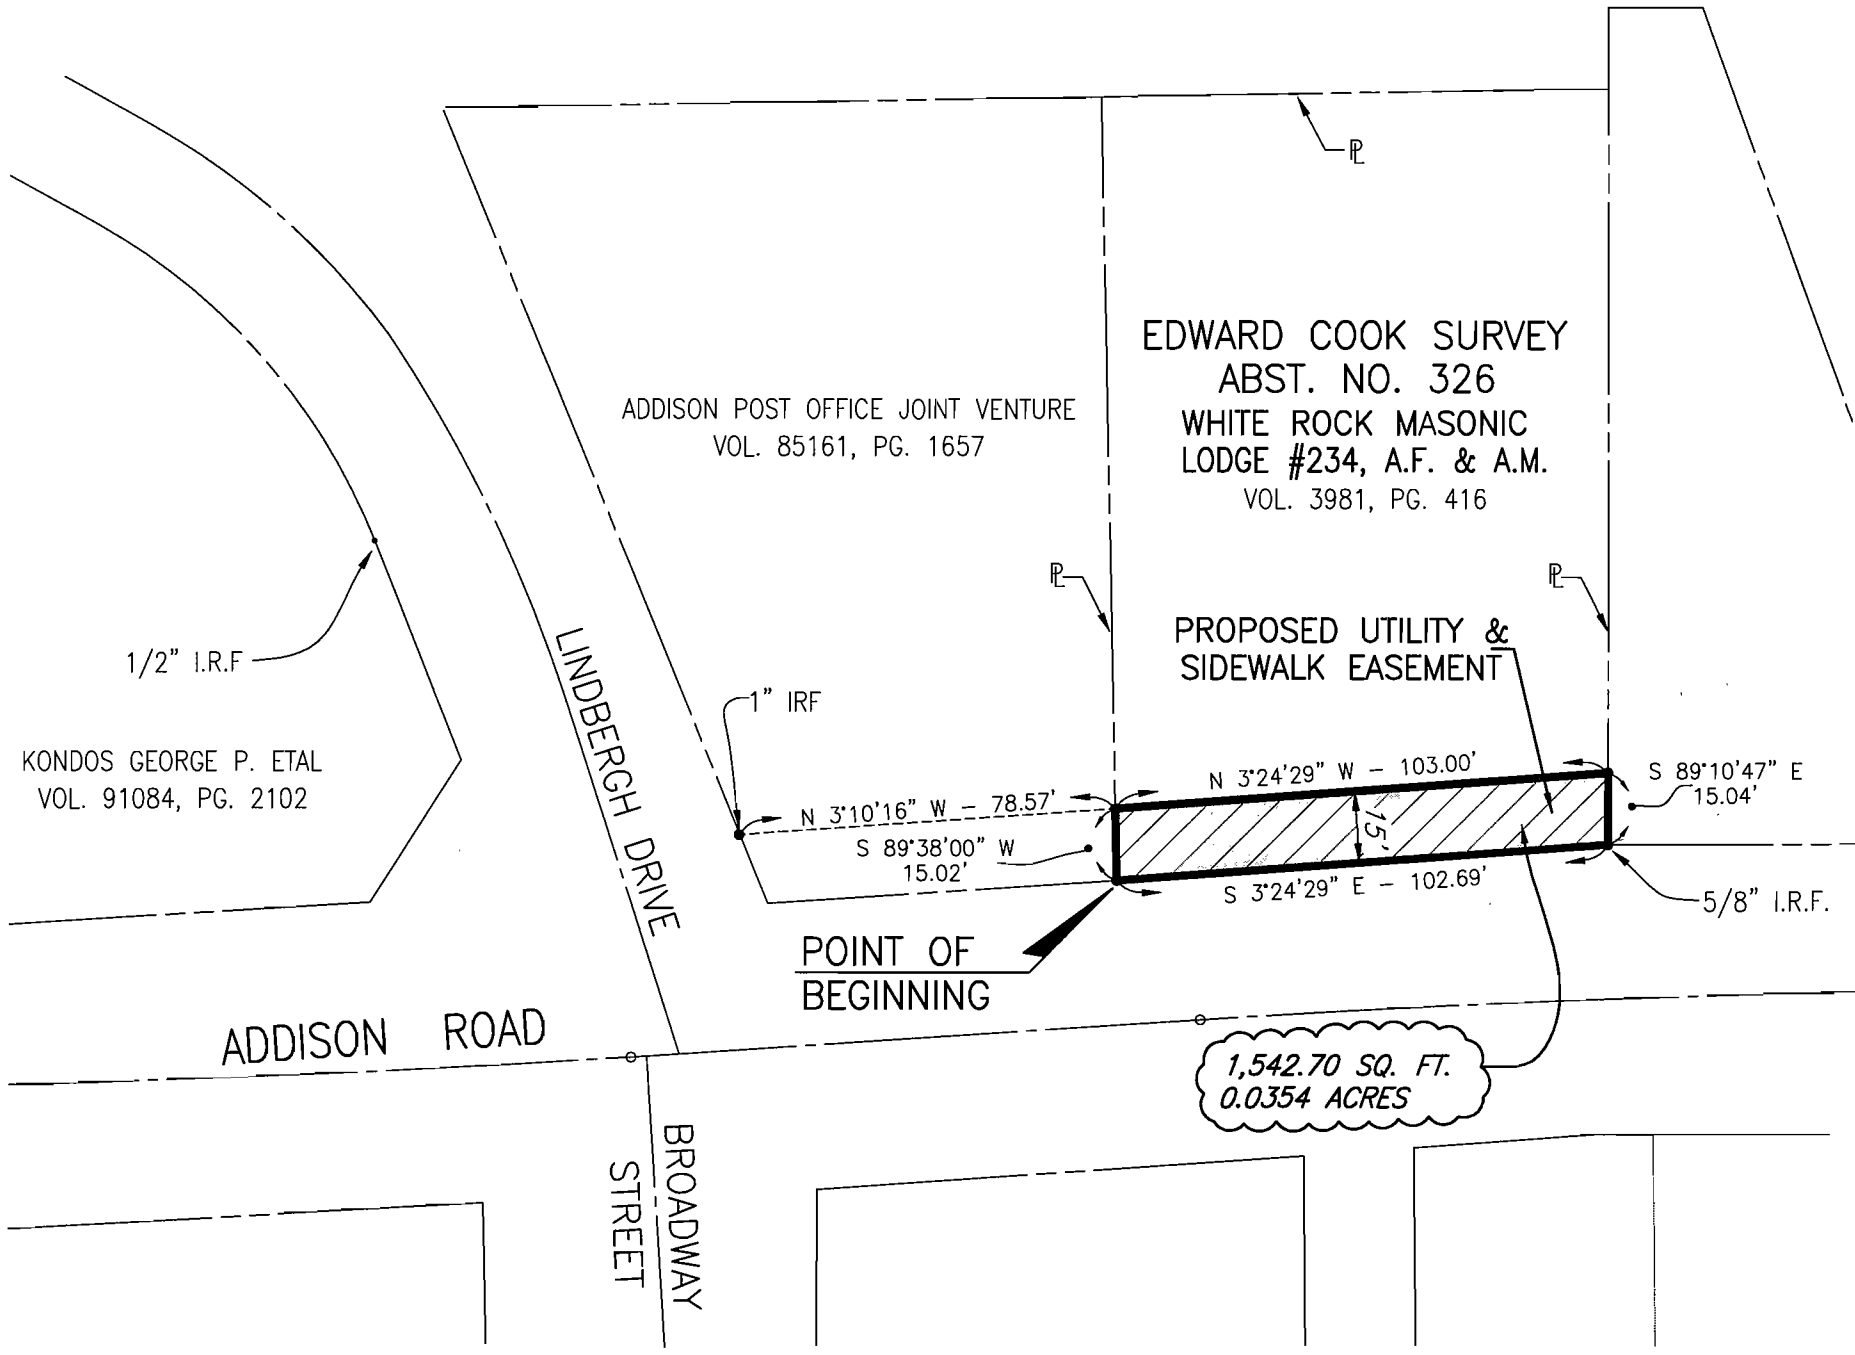 ℄
EDWARD COOK SURVEY
ABST. NO. 326
WHITE ROCK MASONIC
LODGE #234, A.F. & A.M.
VOL. 3981, PG. 416
ADDISON POST OFFICE JOINT VENTURE
VOL. 85161, PG. 1657
PL
PL
PROPOSED UTILITY &
SIDEWALK EASEMENT
1/2" I.R.F
LINDBERGH DRIVE
1" IRF
KONDOS GEORGE P. ETAL
VOL. 91084, PG. 2102
N 3°24'29" W - 103.00'
S 89°10'47" E
15.04'
N 3°10'16" W - 78.57'
15'
S 89°38'00" W
15.02'
S 3°24'29" E - 102.69'
5/8" I.R.F.
POINT OF
BEGINNING
ADDISON ROAD
1,542.70 SQ. FT.
0.0354 ACRES
BROADWAY
STREET